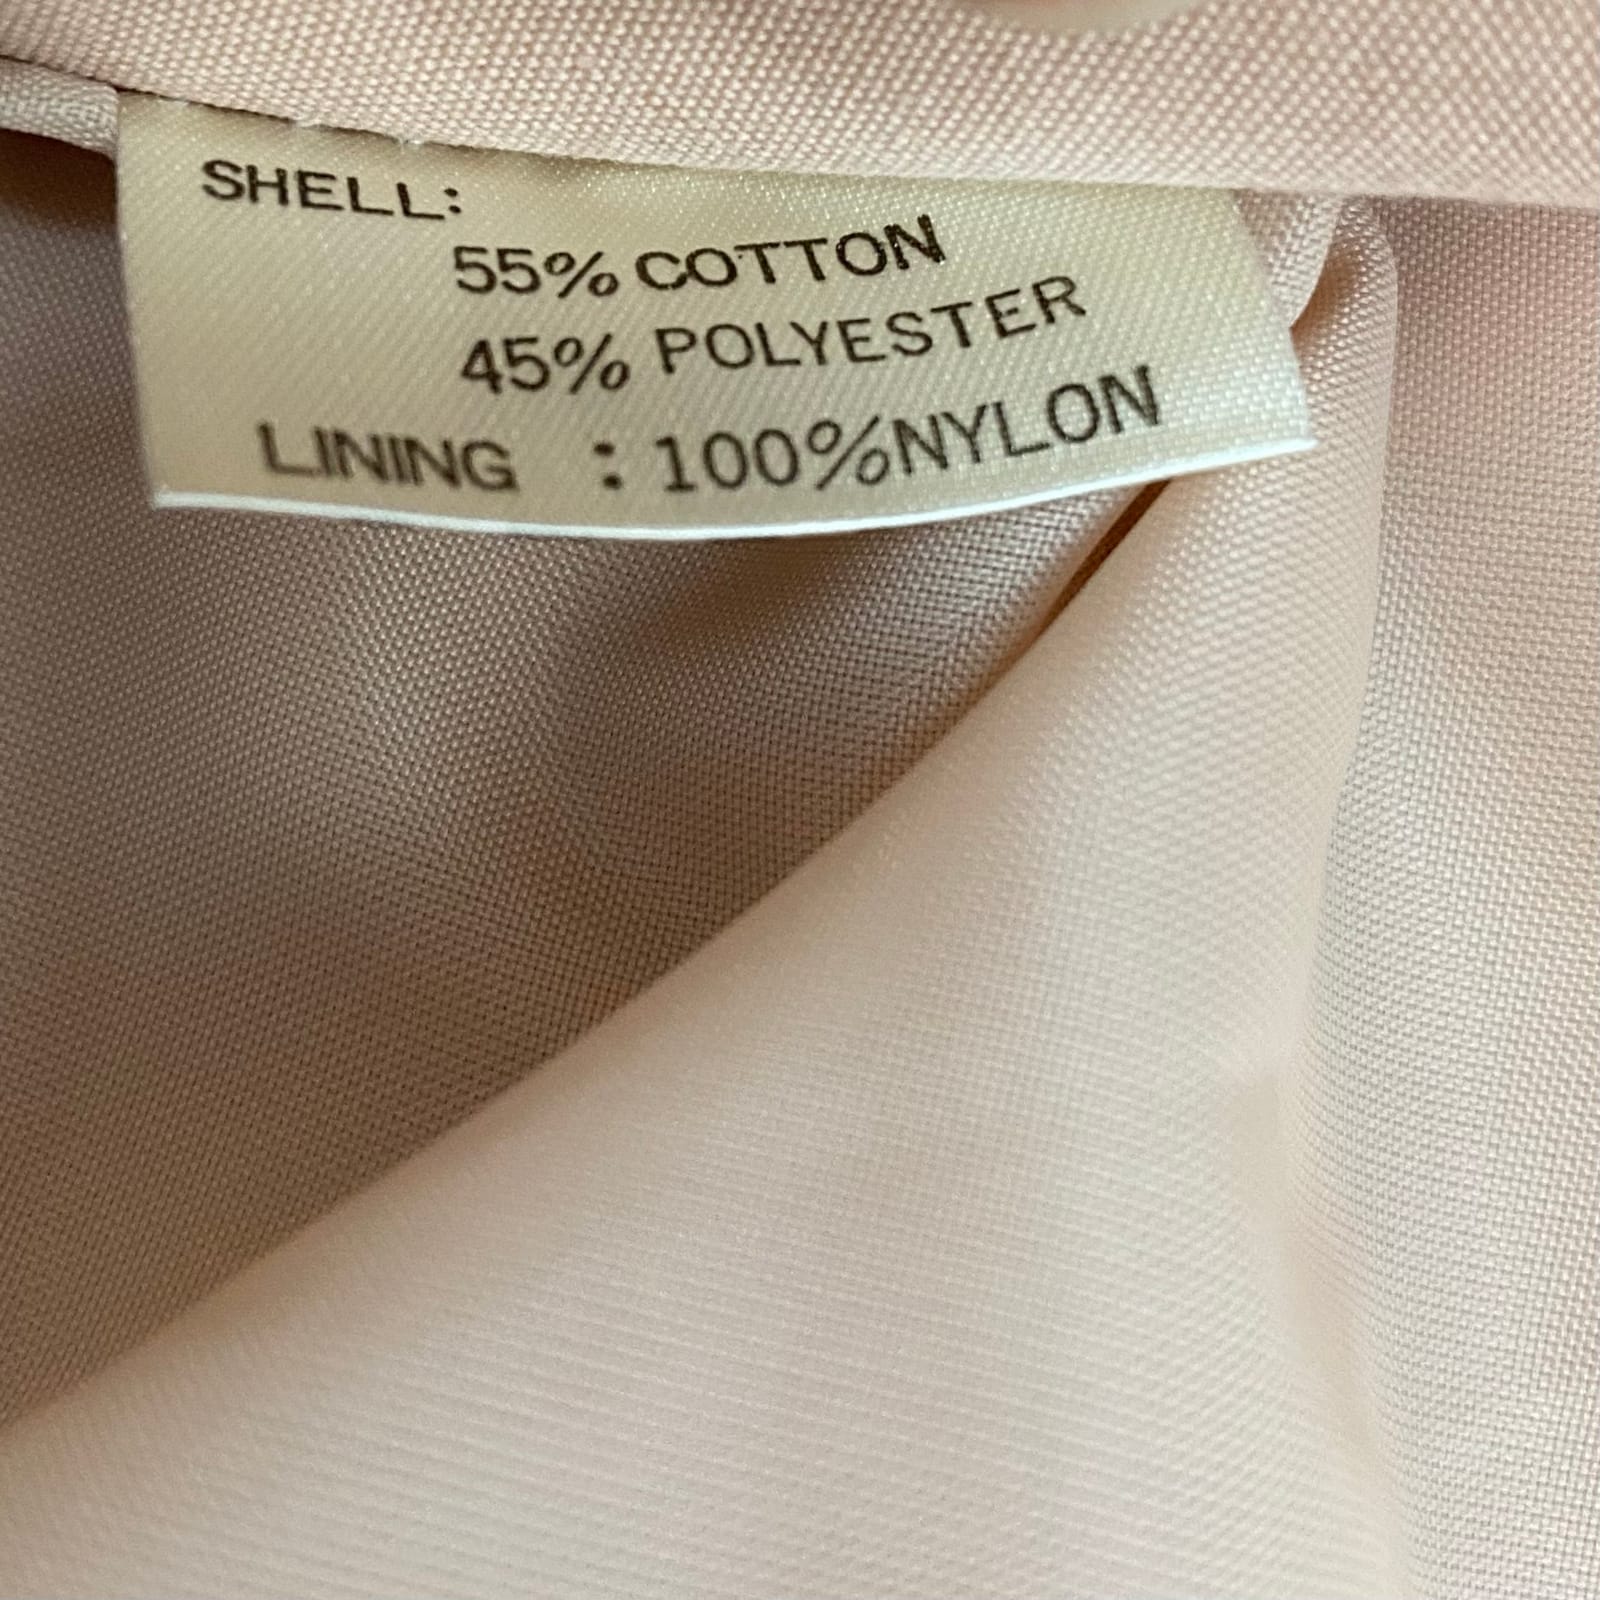 SHELL:
55% COTTON
45% POLYESTER
LINING : 100%NYLON